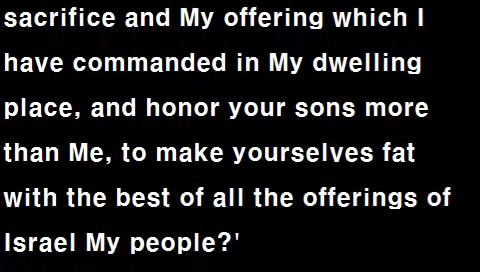 sacrifice and My offering which I
have commanded in My dwelling
place, and honor your sons more
than Me, to make yourselves fat
with the best of all the offerings of
Israel My people?'